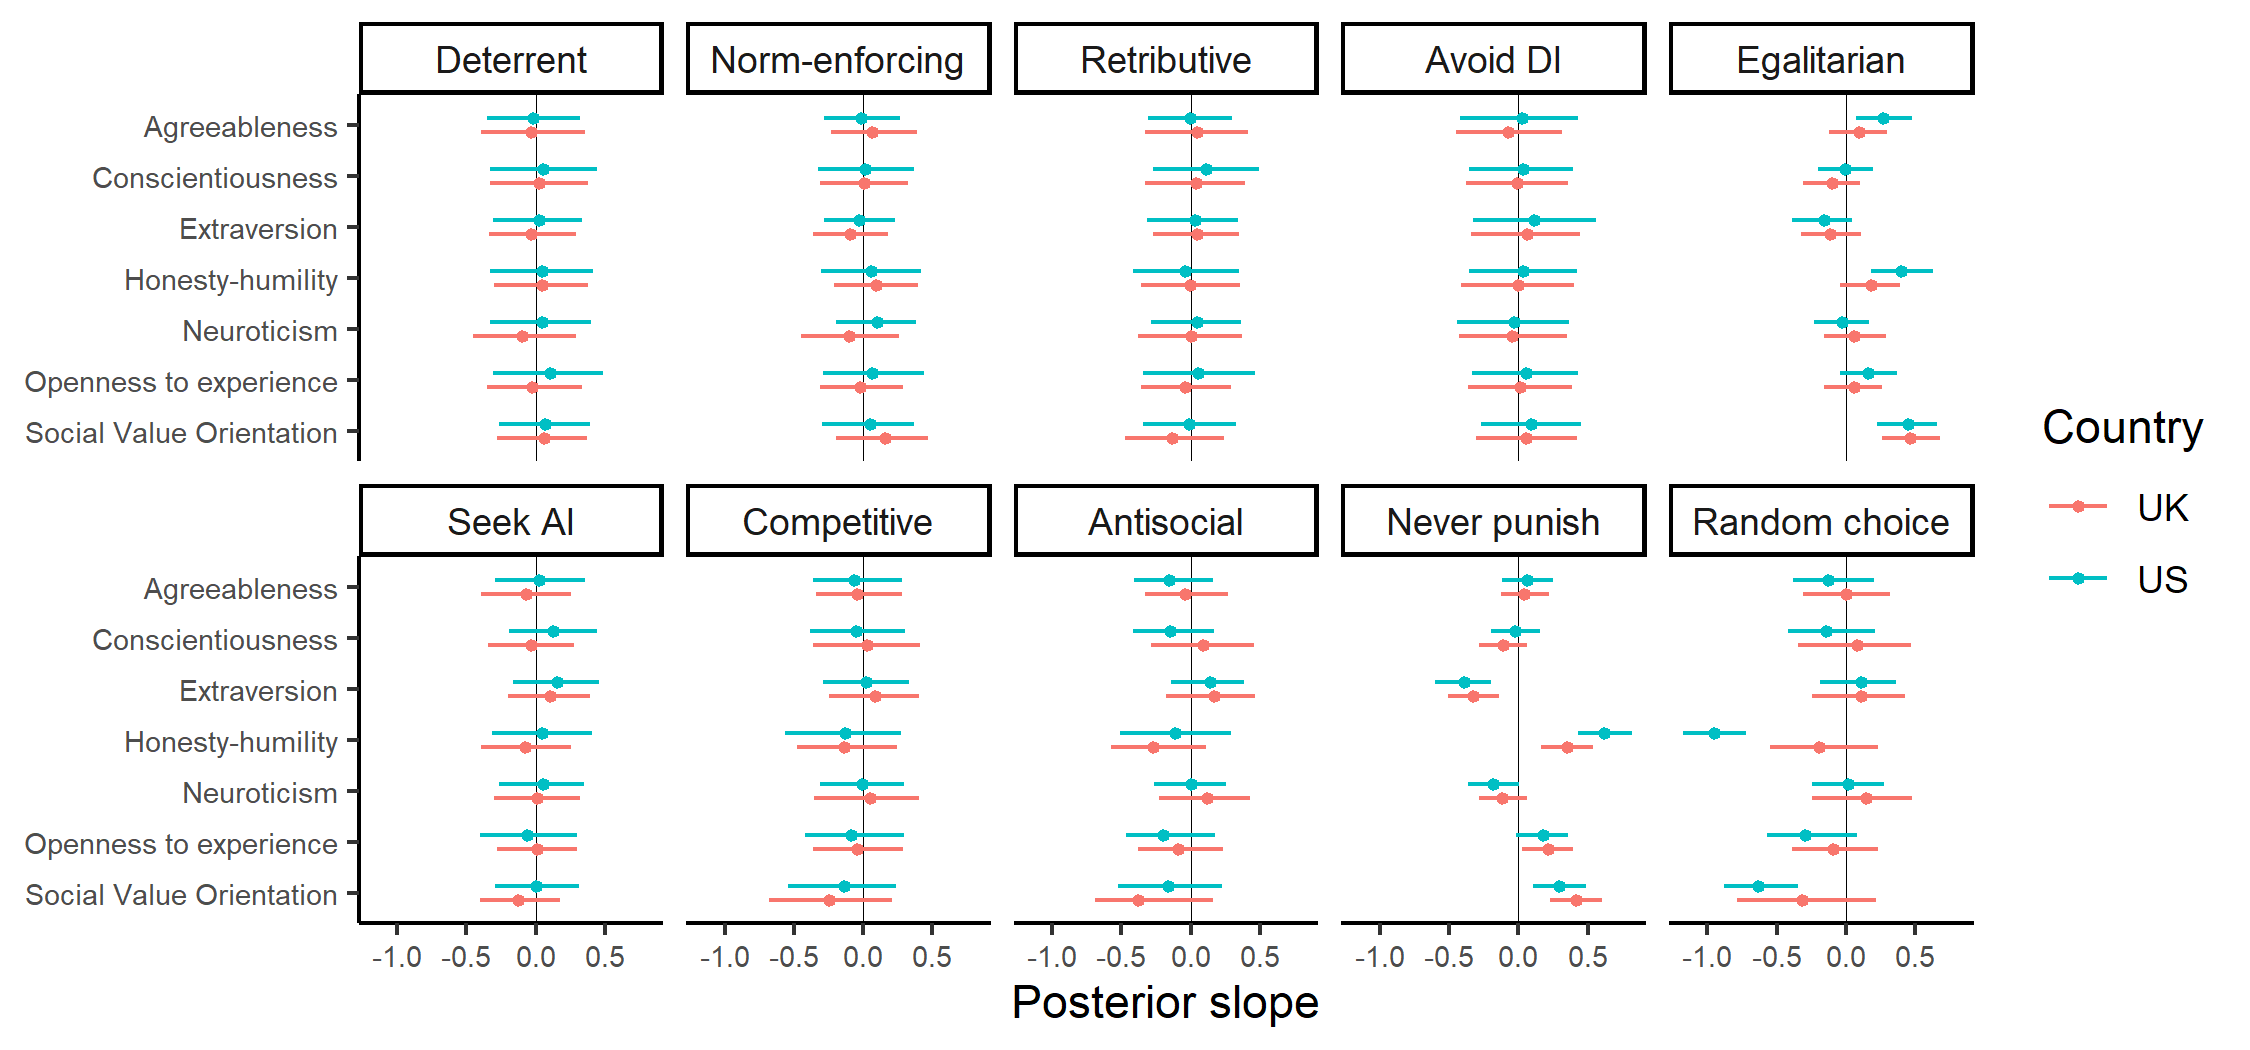 Deterrent Norm-enforcing Retributive Avoid DI Egalitarian
Agreeableness
Conscientiousness
Extraversion
Honesty-humility
Neuroticism
Openness to experience
Social Value Orientation
Seek AI Competitive Antisocial Never punish Random choice
Agreeableness
Conscientiousness
Extraversion
Honesty-humility
Neuroticism
Openness to experience
Social Value Orientation
-1.0 -0.5 0.0 0.5 -1.0 -0.5 0.0 0.5 -1.0 -0.5 0.0 0.5 -1.0 -0.5 0.0 0.5 -1.0 -0.5 0.0 0.5
Posterior slope
Country
UK
US